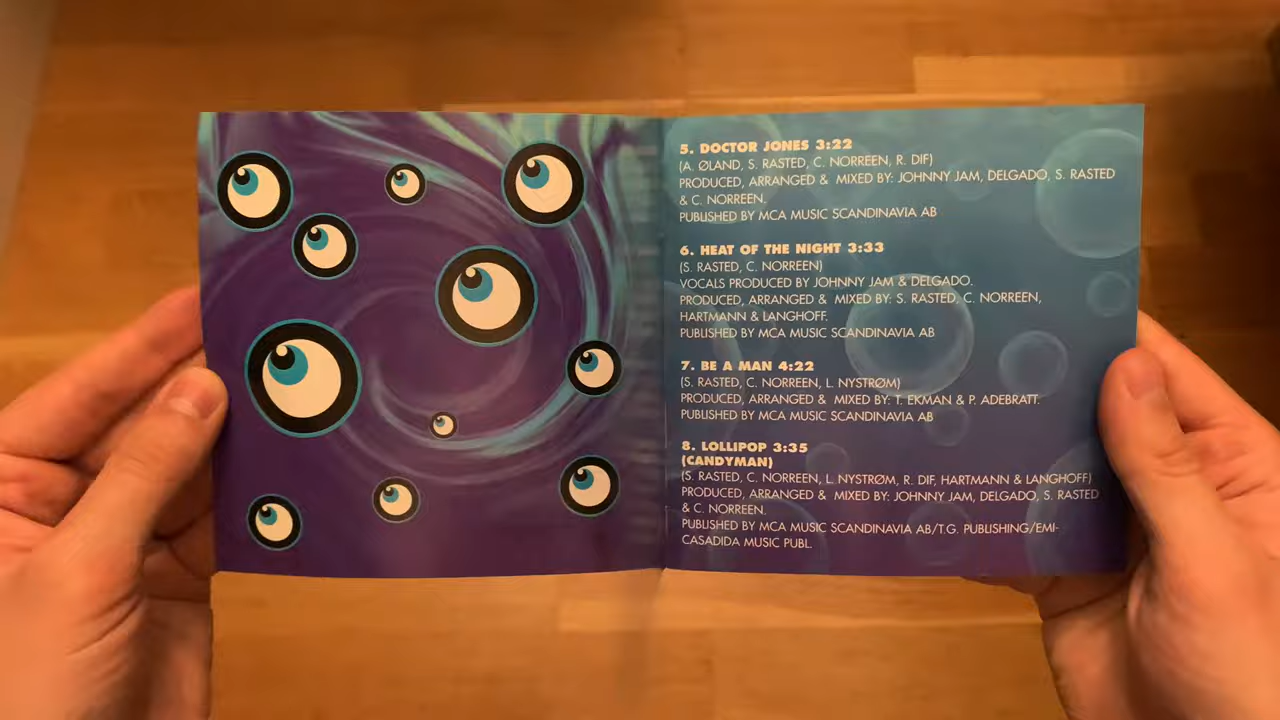 5. DOCTOR JONES 3:22
(A. ØLAND, S. RASTED, C. NORREEN, R. DIF)
PRODUCED, ARRANGED & MIXED BY: JOHNNY JAM, DELGADO, S. RASTED
& C. NORREEN.
PUBLISHED BY MCA MUSIC SCANDINAVIA AB
6. HEAT OF THE NIGHT 3:33
(S. RASTED, C. NORREEN)
VOCALS PRODUCED BY JOHNNY JAM & DELGADO.
PRODUCED, ARRANGED & MIXED BY: S. RASTED, C. NORREEN,
HARTMANN & LANGHOFF.
PUBLISHED BY MCA MUSIC SCANDINAVIA AB
7. BE A MAN 4:22
(S. RASTED, C. NORREEN, L. NYSTRØM)
PRODUCED, ARRANGED & MIXED BY: T. EKMAN & P. ADEBRATT.
PUBLISHED BY MCA MUSIC SCANDINAVIA AB
8. LOLLIPOP 3:35
(CANDYMAN)
(S. RASTED, C. NORREEN, L. NYSTRØM, R. DIF, HARTMANN & LANGHOFF)
PRODUCED, ARRANGED & MIXED BY: JOHNNY JAM, DELGADO, S. RASTED
& C. NORREEN.
PUBLISHED BY MCA MUSIC SCANDINAVIA AB/T.G. PUBLISHING/EMI-
CASADIDA MUSIC PUBL.